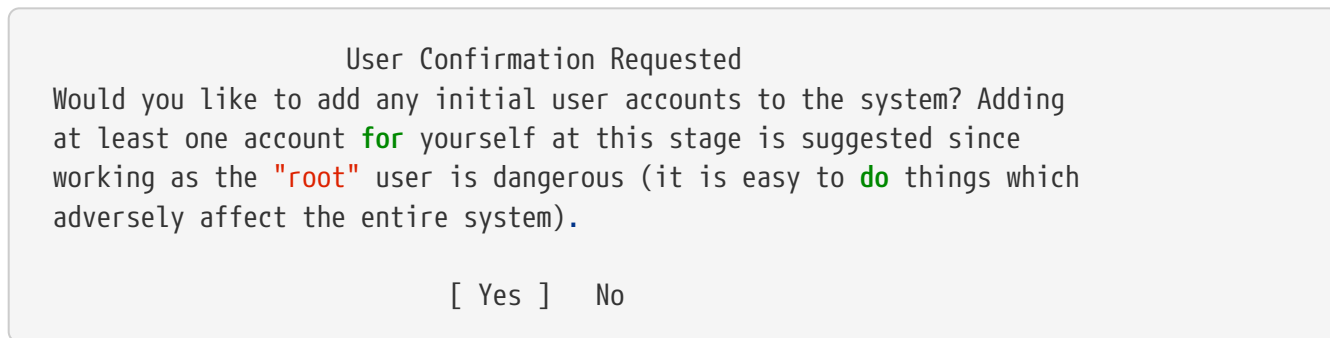 User Confirmation Requested
Would you like to add any initial user accounts to the system? Adding
at least one account for yourself at this stage is suggested since
working as the "root" user is dangerous (it is easy to do things which
adversely affect the entire system).
[ Yes ] No